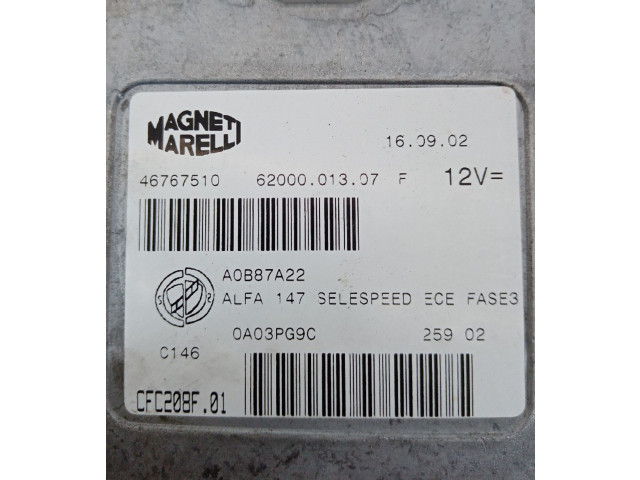 MAGNETI
MARELLI
16.09.02
46767510 62000.013.07 F 12V=
A0B87A22
ALFA 147 SELESPEED ECE FASE3
0A03PG9C 259 02
C146
CFC208F.01